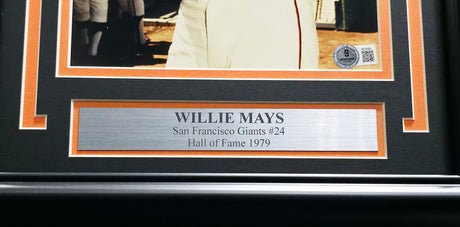 WILLIE MAYS
San Francisco Giants #24
Hall of Fame 1979